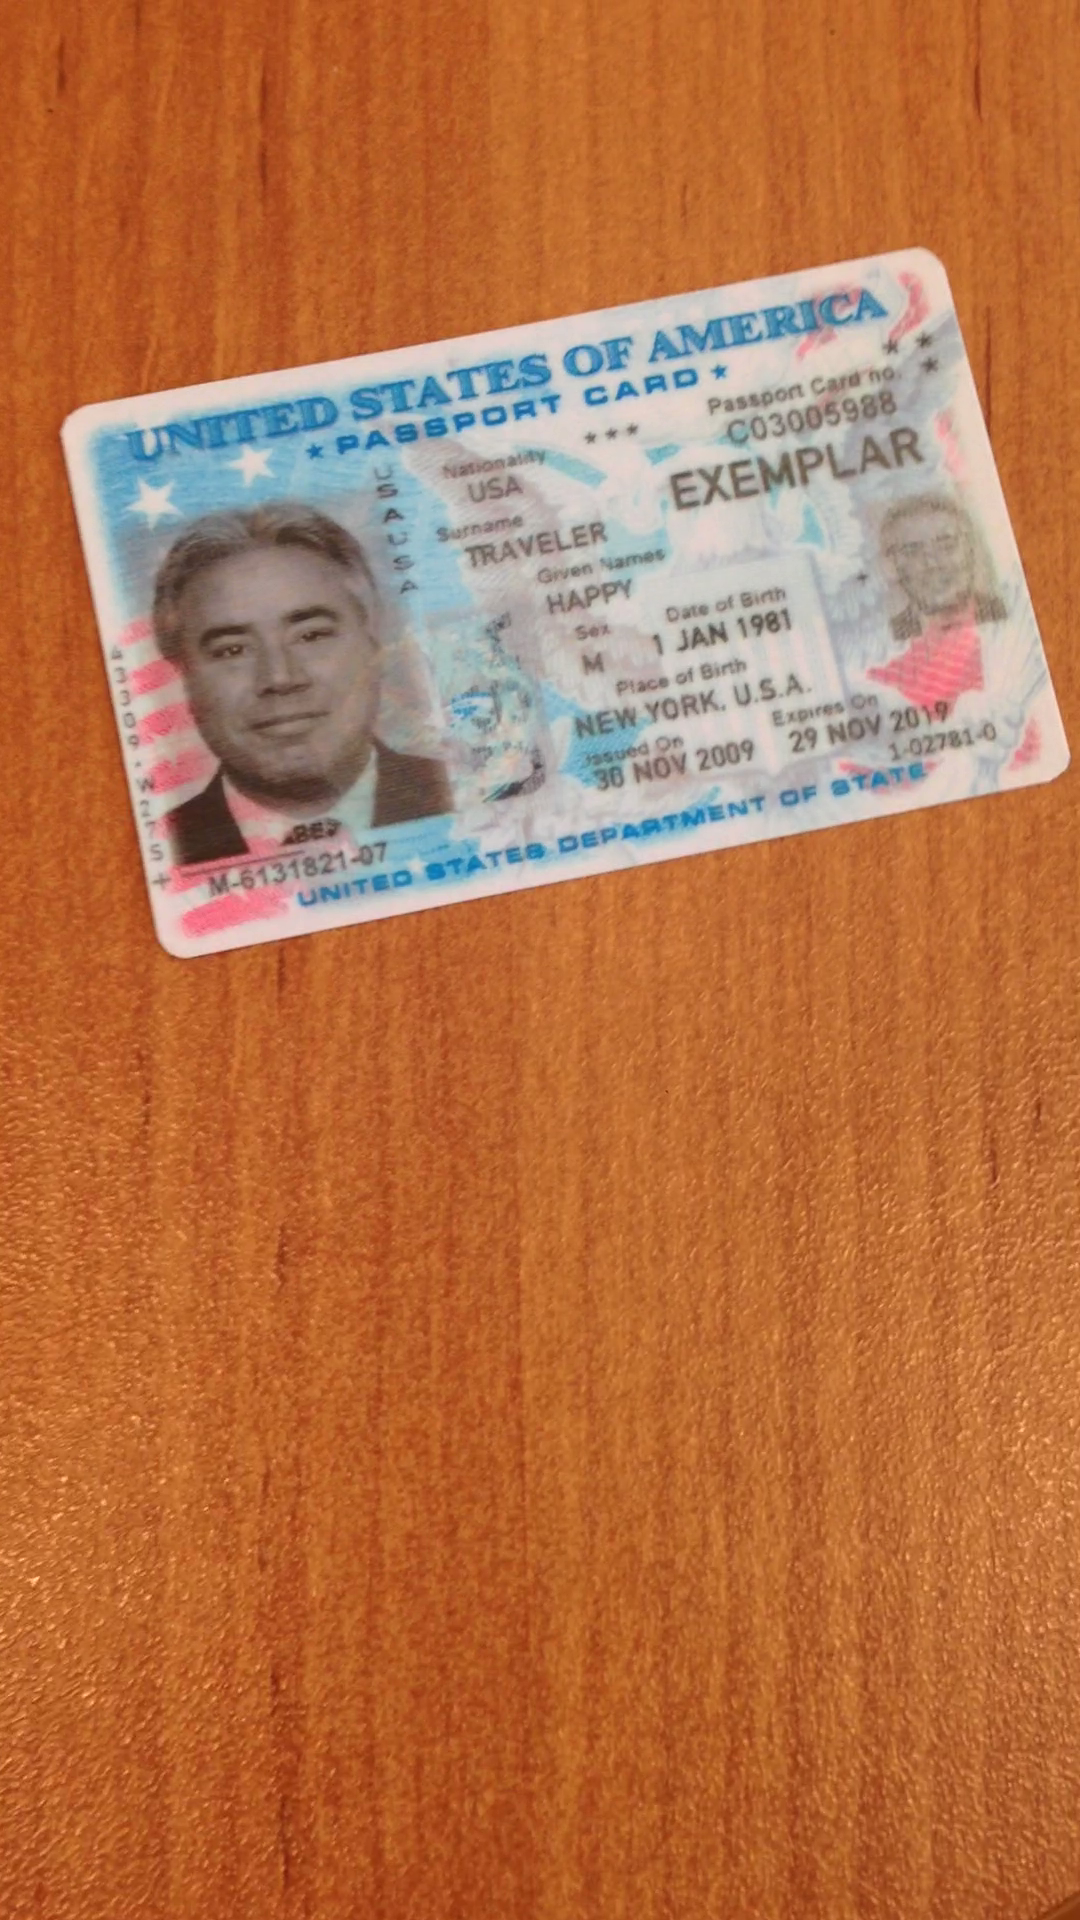 UNITED STATES OF AMERICA
★ PASSPORT CARD ★
Passport Card no.
C03005988
EXEMPLAR
USAUSA
Nationality
USA
Surname
TRAVELER
Given Names
HAPPY
Sex
M
Date of Birth
1 JAN 1981
Place of Birth
NEW YORK, U.S.A.
Issued On
30 NOV 2009
Expires On
29 NOV 2019
1-02781-0
M-6131821-07
UNITED STATES DEPARTMENT OF STATE